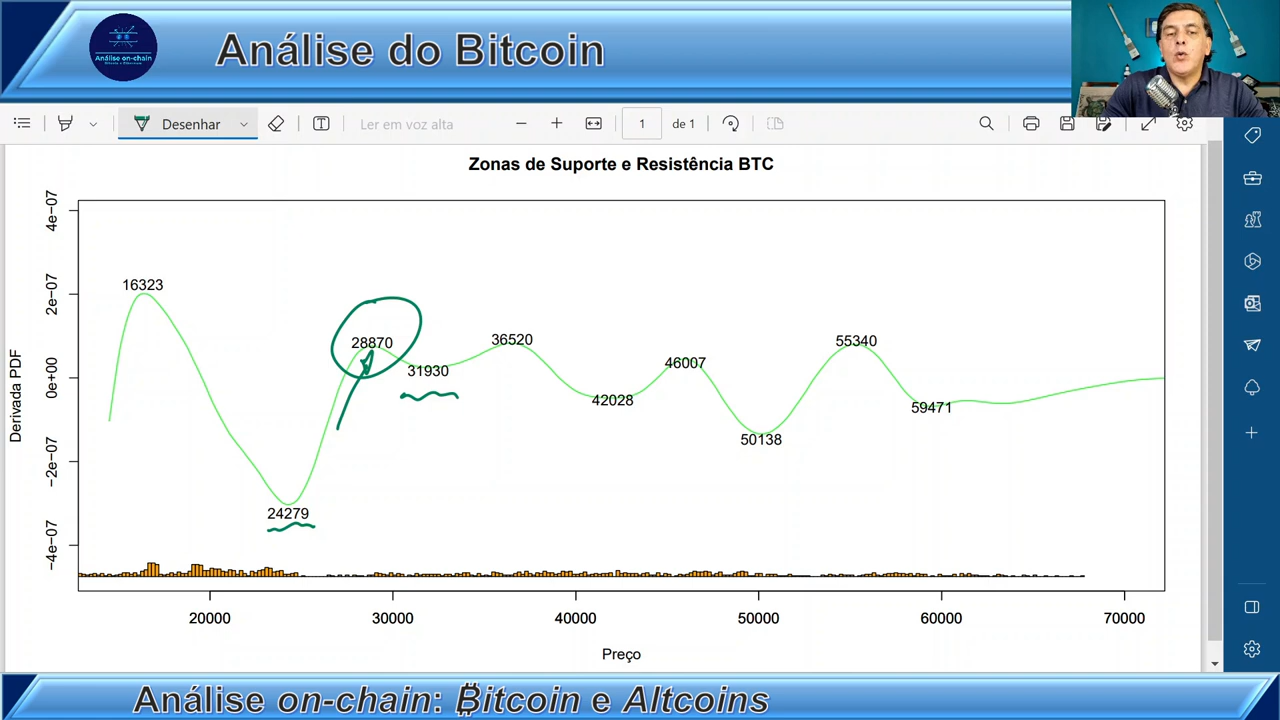 Análise do Bitcoin
Análise on-chain
Desenhar
Ler em voz alta
1 de 1
Zonas de Suporte e Resistência BTC
Derivada PDF
4e-07
2e-07
0e+00
−2e-07
−4e-07
16323
24279
28870
31930
36520
42028
46007
50138
55340
59471
20000 30000 40000 50000 60000 70000
Preço
Análise on-chain: ₿itcoin e Altcoins